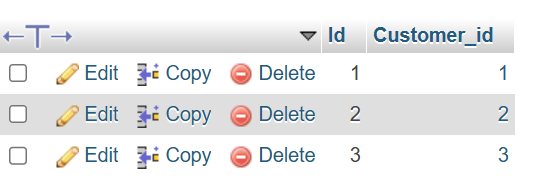 Id Customer_id
Edit Copy Delete 1 1
Edit Copy Delete 2 2
Edit Copy Delete 3 3